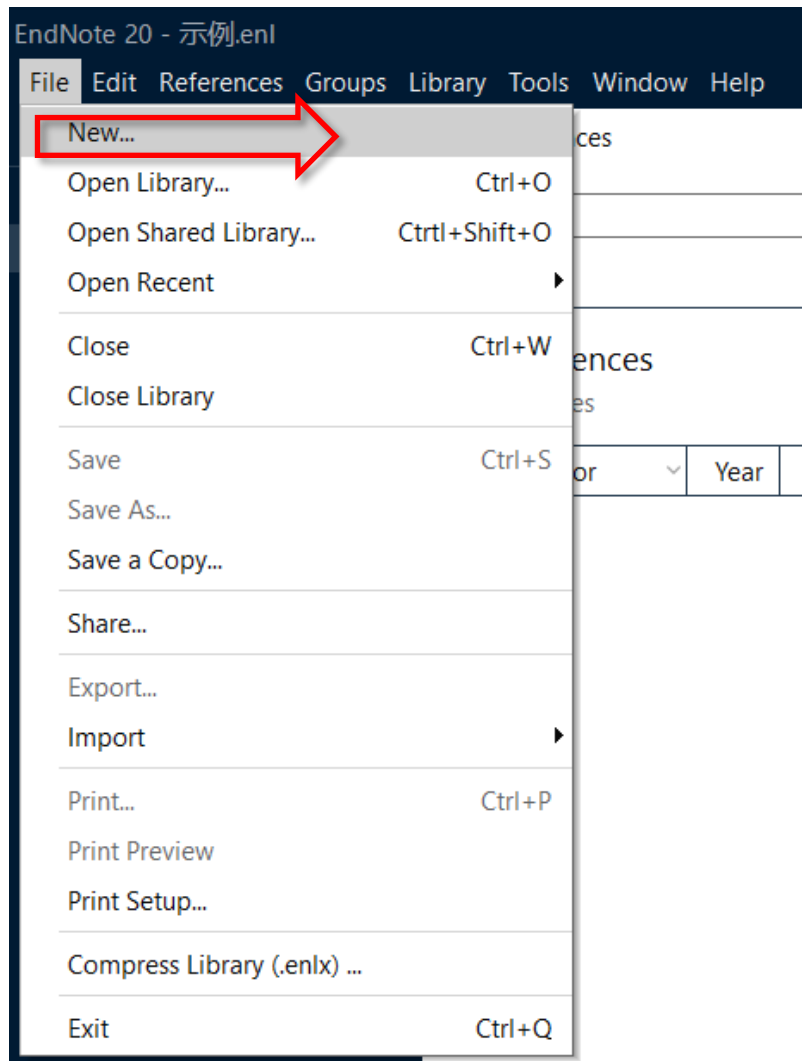 EndNote 20 - 示例.enl
File Edit References Groups Library Tools Window Help
New...
ces
Open Library... Ctrl+O
Open Shared Library... Ctrtl+Shift+O
Open Recent
Close Ctrl+W
ences
Close Library
es
Save Ctrl+S
or Year
Save As...
Save a Copy...
Share...
Export...
Import
Print... Ctrl+P
Print Preview
Print Setup...
Compress Library (.enlx) ...
Exit Ctrl+Q